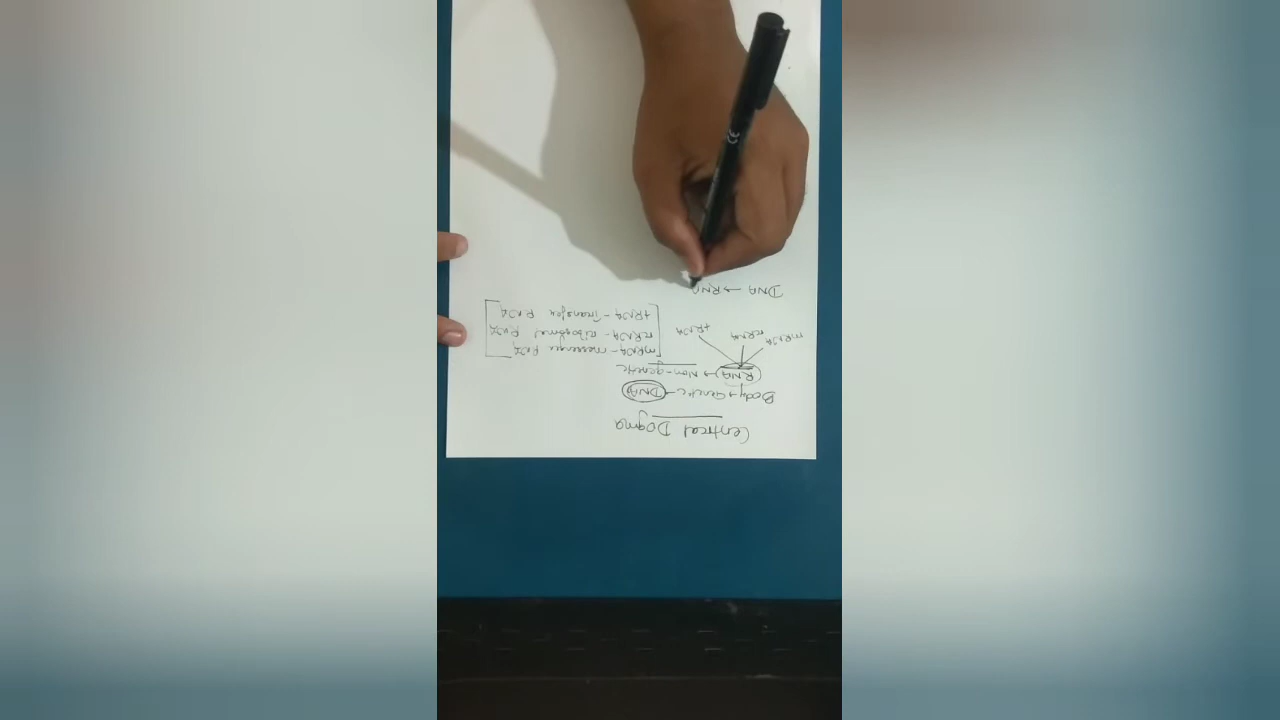 Central Dogma
Body → Genetic - DNA
RNA → Non-genetic
mRNA rRNA tRNA
mRNA - messenger RNA
rRNA - ribosomal RNA
tRNA - Transfer RNA
DNA → RNA
CE